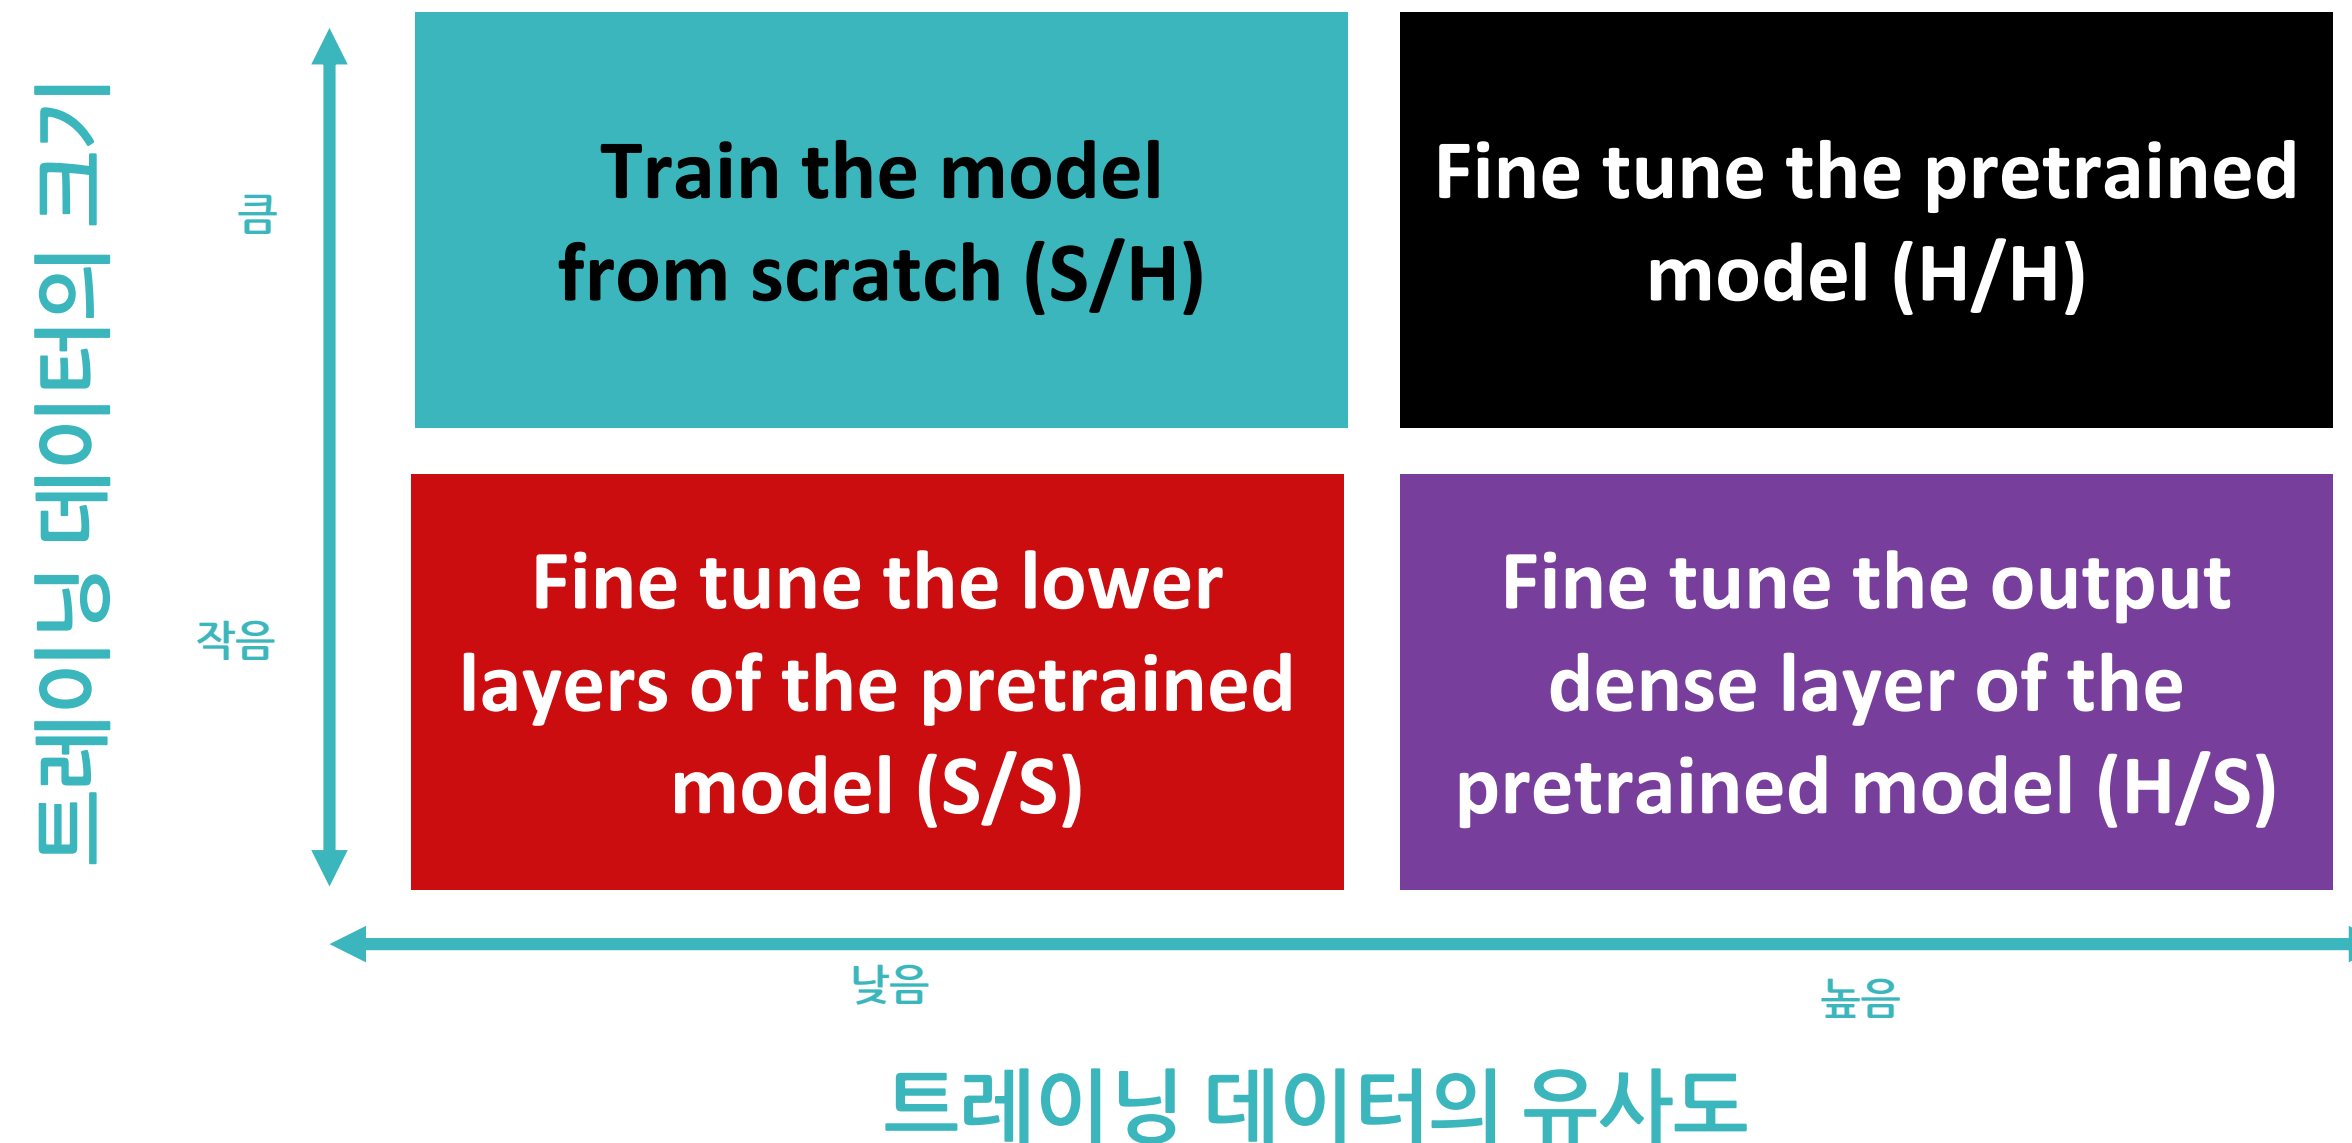 트레이닝 데이터의 크기
큼
작음
Train the model
from scratch (S/H)
Fine tune the pretrained
model (H/H)
Fine tune the lower
layers of the pretrained
model (S/S)
Fine tune the output
dense layer of the
pretrained model (H/S)
낮음
높음
트레이닝 데이터의 유사도